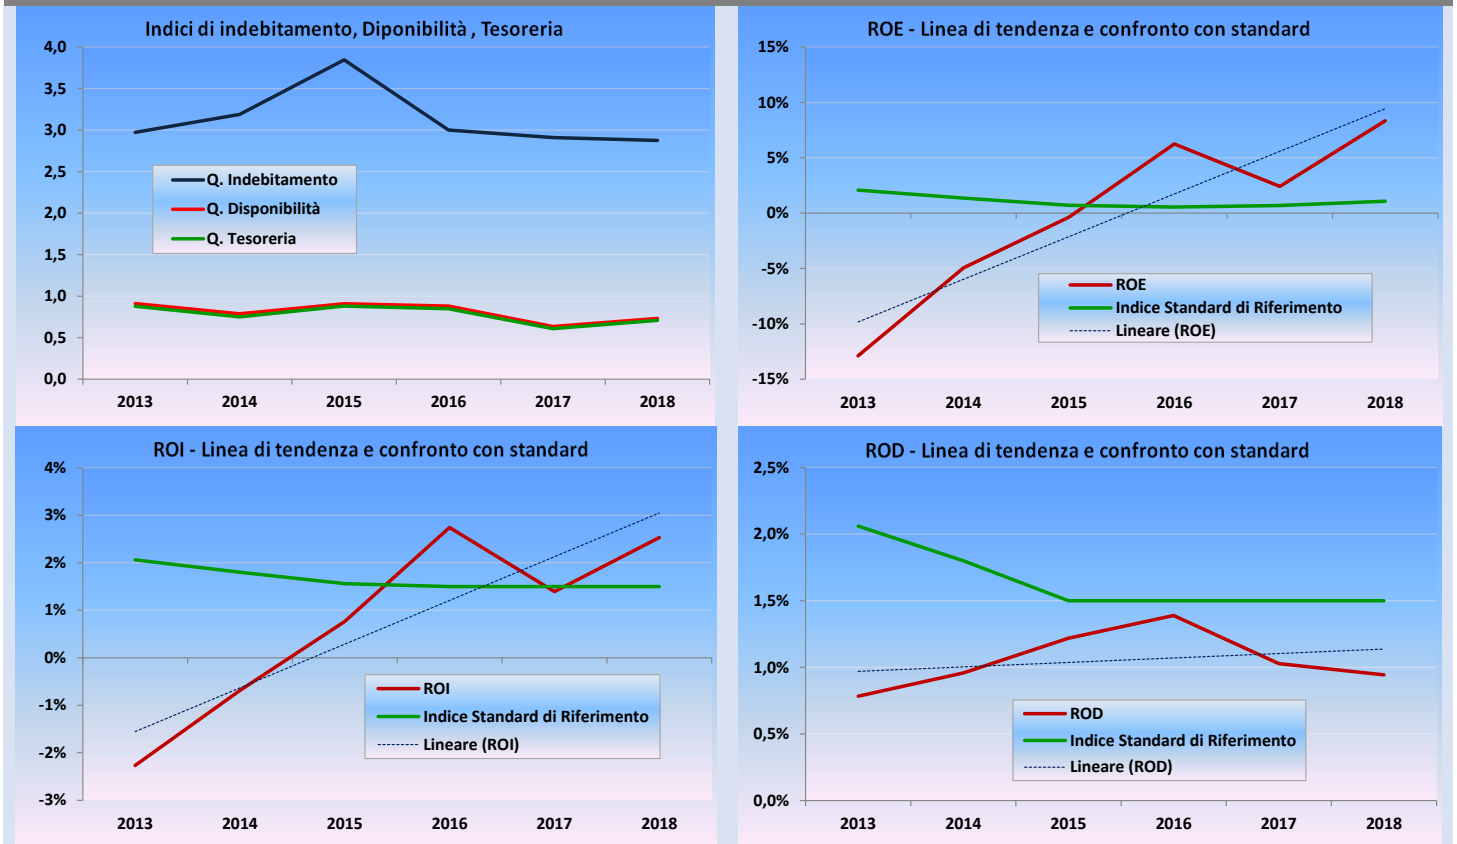 Indici di indebitamento, Diponibilità , Tesoreria
4,0
3,5
3,0
2,5
2,0
1,5
1,0
0,5
0,0
Q. Indebitamento
Q. Disponibilità
Q. Tesoreria
2013 2014 2015 2016 2017 2018
ROE - Linea di tendenza e confronto con standard
15%
10%
5%
0%
-5%
-10%
-15%
ROE
Indice Standard di Riferimento
Lineare (ROE)
2013 2014 2015 2016 2017 2018
ROI - Linea di tendenza e confronto con standard
4%
3%
2%
1%
0%
-1%
-2%
-3%
ROI
Indice Standard di Riferimento
Lineare (ROI)
2013 2014 2015 2016 2017 2018
ROD - Linea di tendenza e confronto con standard
2,5%
2,0%
1,5%
1,0%
0,5%
0,0%
ROD
Indice Standard di Riferimento
Lineare (ROD)
2013 2014 2015 2016 2017 2018